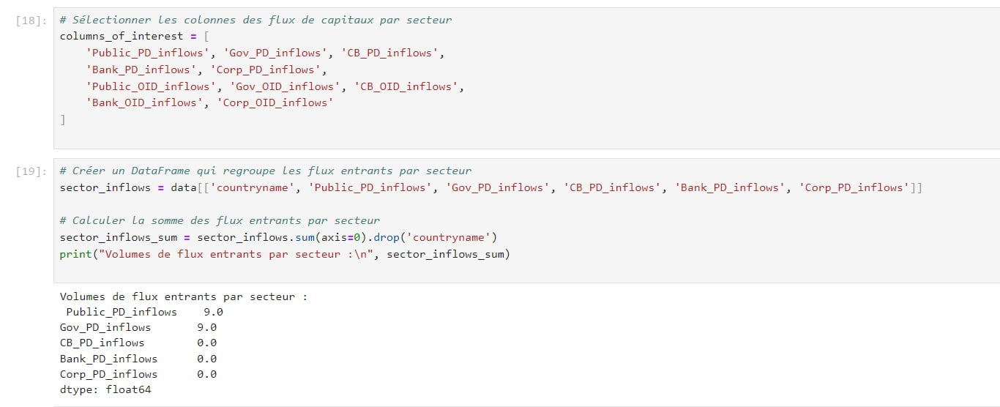 [18]: # Sélectionner les colonnes des flux de capitaux par secteur
columns_of_interest = [
    'Public_PD_inflows', 'Gov_PD_inflows', 'CB_PD_inflows',
    'Bank_PD_inflows', 'Corp_PD_inflows',
    'Public_OID_inflows', 'Gov_OID_inflows', 'CB_OID_inflows',
    'Bank_OID_inflows', 'Corp_OID_inflows'
]
[19]: # Créer un DataFrame qui regroupe les flux entrants par secteur
sector_inflows = data[['countryname', 'Public_PD_inflows', 'Gov_PD_inflows', 'CB_PD_inflows', 'Bank_PD_inflows', 'Corp_PD_inflows']]
# Calculer la somme des flux entrants par secteur
sector_inflows_sum = sector_inflows.sum(axis=0).drop('countryname')
print("Volumes de flux entrants par secteur :\n", sector_inflows_sum)
Volumes de flux entrants par secteur :
 Public_PD_inflows    9.0
Gov_PD_inflows       9.0
CB_PD_inflows        0.0
Bank_PD_inflows      0.0
Corp_PD_inflows      0.0
dtype: float64